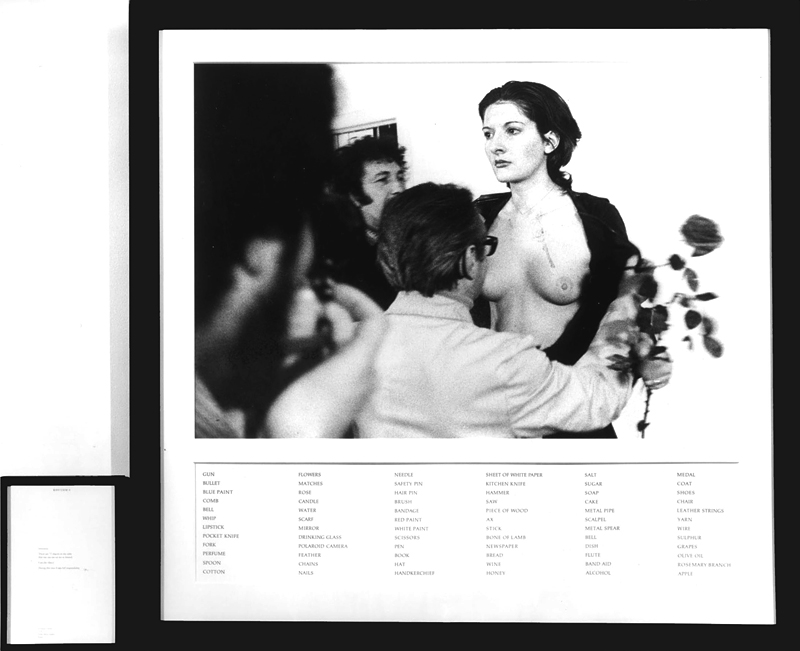 GUN
BULLET
BLUE PAINT
COMB
BELL
WHIP
LIPSTICK
POCKET KNIFE
FORK
PERFUME
SPOON
COTTON
FLOWERS
MATCHES
ROSE
CANDLE
WATER
SCARF
MIRROR
DRINKING GLASS
POLAROID CAMERA
FEATHER
CHAINS
NAILS
NEEDLE
SAFETY PIN
HAIR PIN
BRUSH
BANDAGE
RED PAINT
WHITE PAINT
SCISSORS
PEN
BOOK
HAT
HANDKERCHIEF
SHEET OF WHITE PAPER
KITCHEN KNIFE
HAMMER
SAW
PIECE OF WOOD
AX
STICK
BONE OF LAMB
NEWSPAPER
BREAD
WINE
HONEY
SALT
SUGAR
SOAP
CAKE
METAL PIPE
SCALPEL
METAL SPEAR
BELL
DISH
FLUTE
BAND AID
ALCOHOL
MEDAL
COAT
SHOES
CHAIR
LEATHER STRINGS
YARN
WIRE
SULPHUR
GRAPES
OLIVE OIL
ROSEMARY BRANCH
APPLE